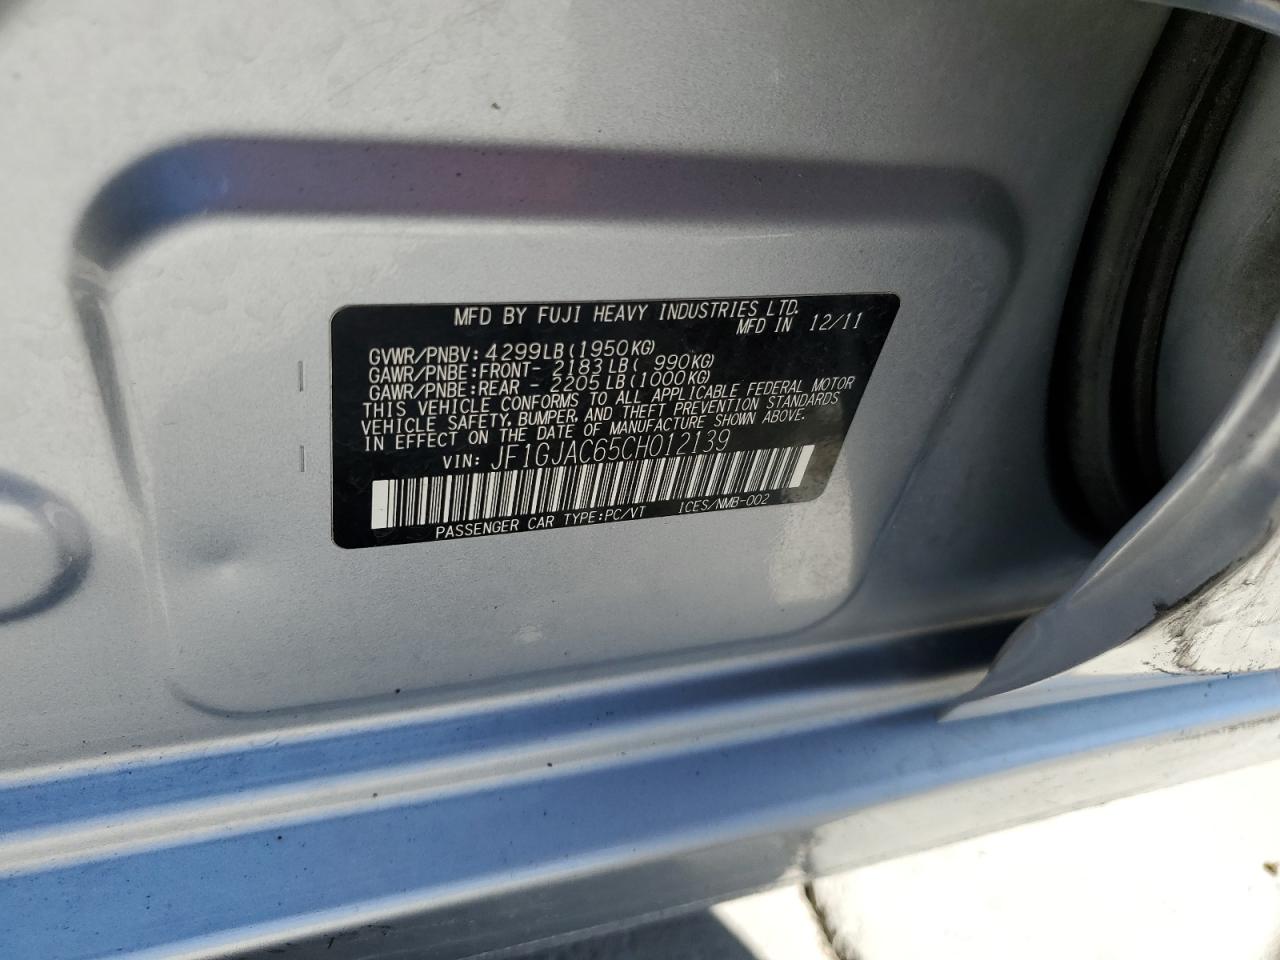 MFD BY FUJI HEAVY INDUSTRIES LTD.
MFD IN 12/11
GVWR/PNBV: 4299LB(1950KG)
GAWR/PNBE:FRONT- 2183LB( 990KG)
GAWR/PNBE:REAR - 2205LB(1000KG)
THIS VEHICLE CONFORMS TO ALL APPLICABLE FEDERAL MOTOR
VEHICLE SAFETY, BUMPER, AND THEFT PREVENTION STANDARDS
IN EFFECT ON THE DATE OF MANUFACTURE SHOWN ABOVE.
VIN: JF1GJAC65CH012139
PASSENGER CAR TYPE:PC/VT ICES/NMB-002